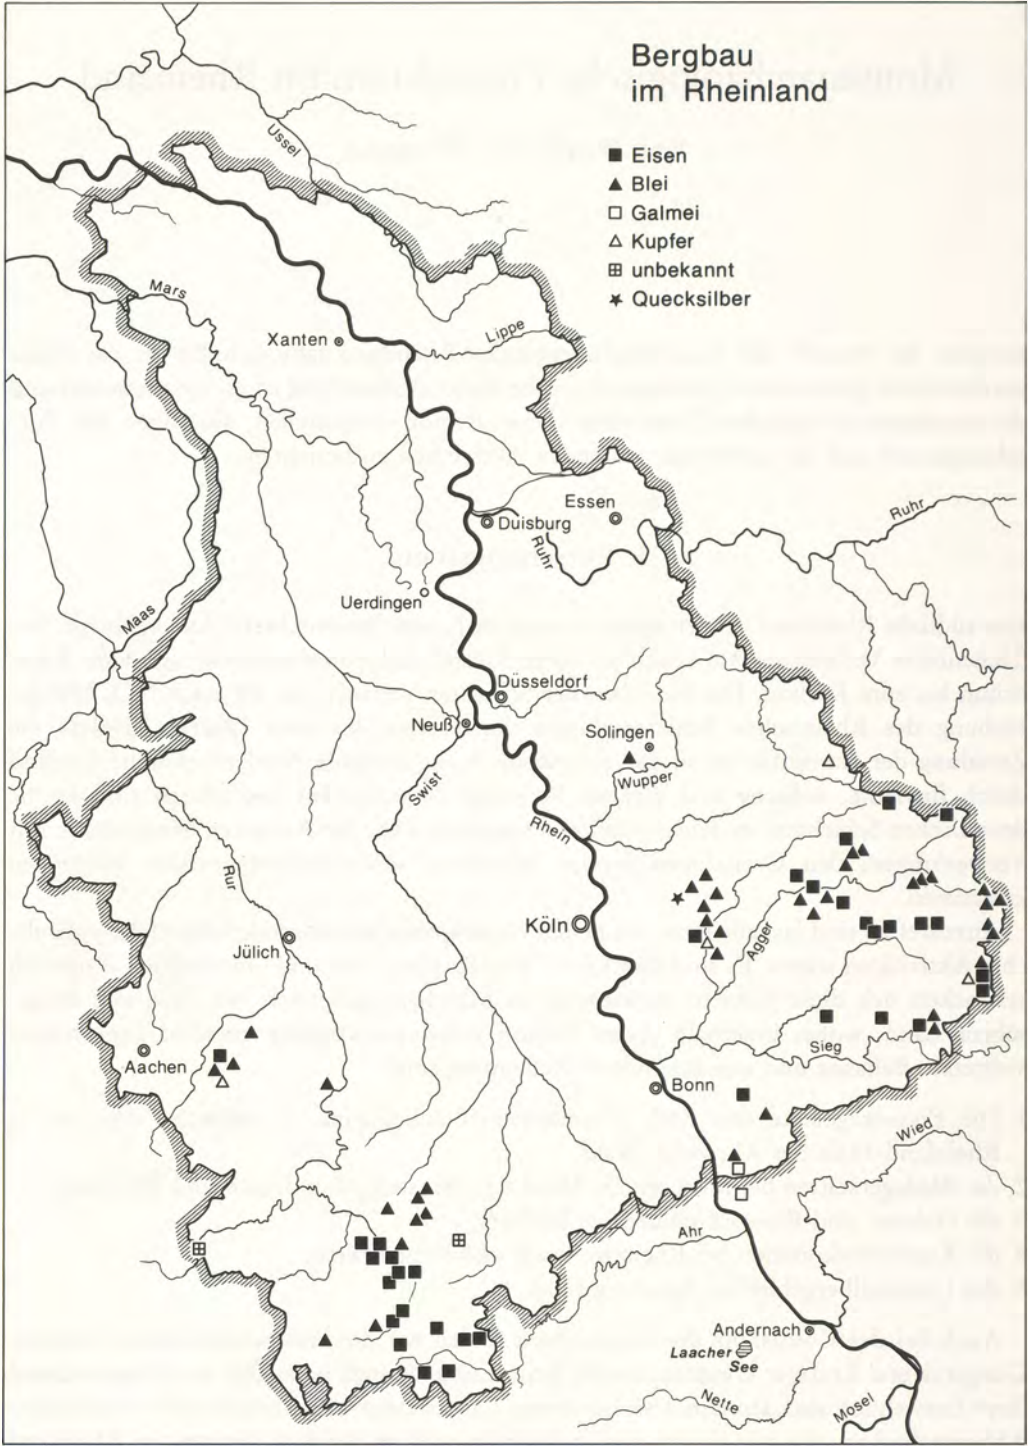 Bergbau
im Rheinland
Eisen
Blei
Galmei
Kupfer
unbekannt
Quecksilber
Ussel
Mars
Xanten
Lippe
Essen
Duisburg
Ruhr
Ruhr
Uerdingen
Maas
Düsseldorf
Neuß
Solingen
Wupper
Swist
Rhein
Rur
Köln
Jülich
Agger
Aachen
Sieg
Bonn
Wied
Ahr
Andernach
Laacher
See
Nette
Mosel